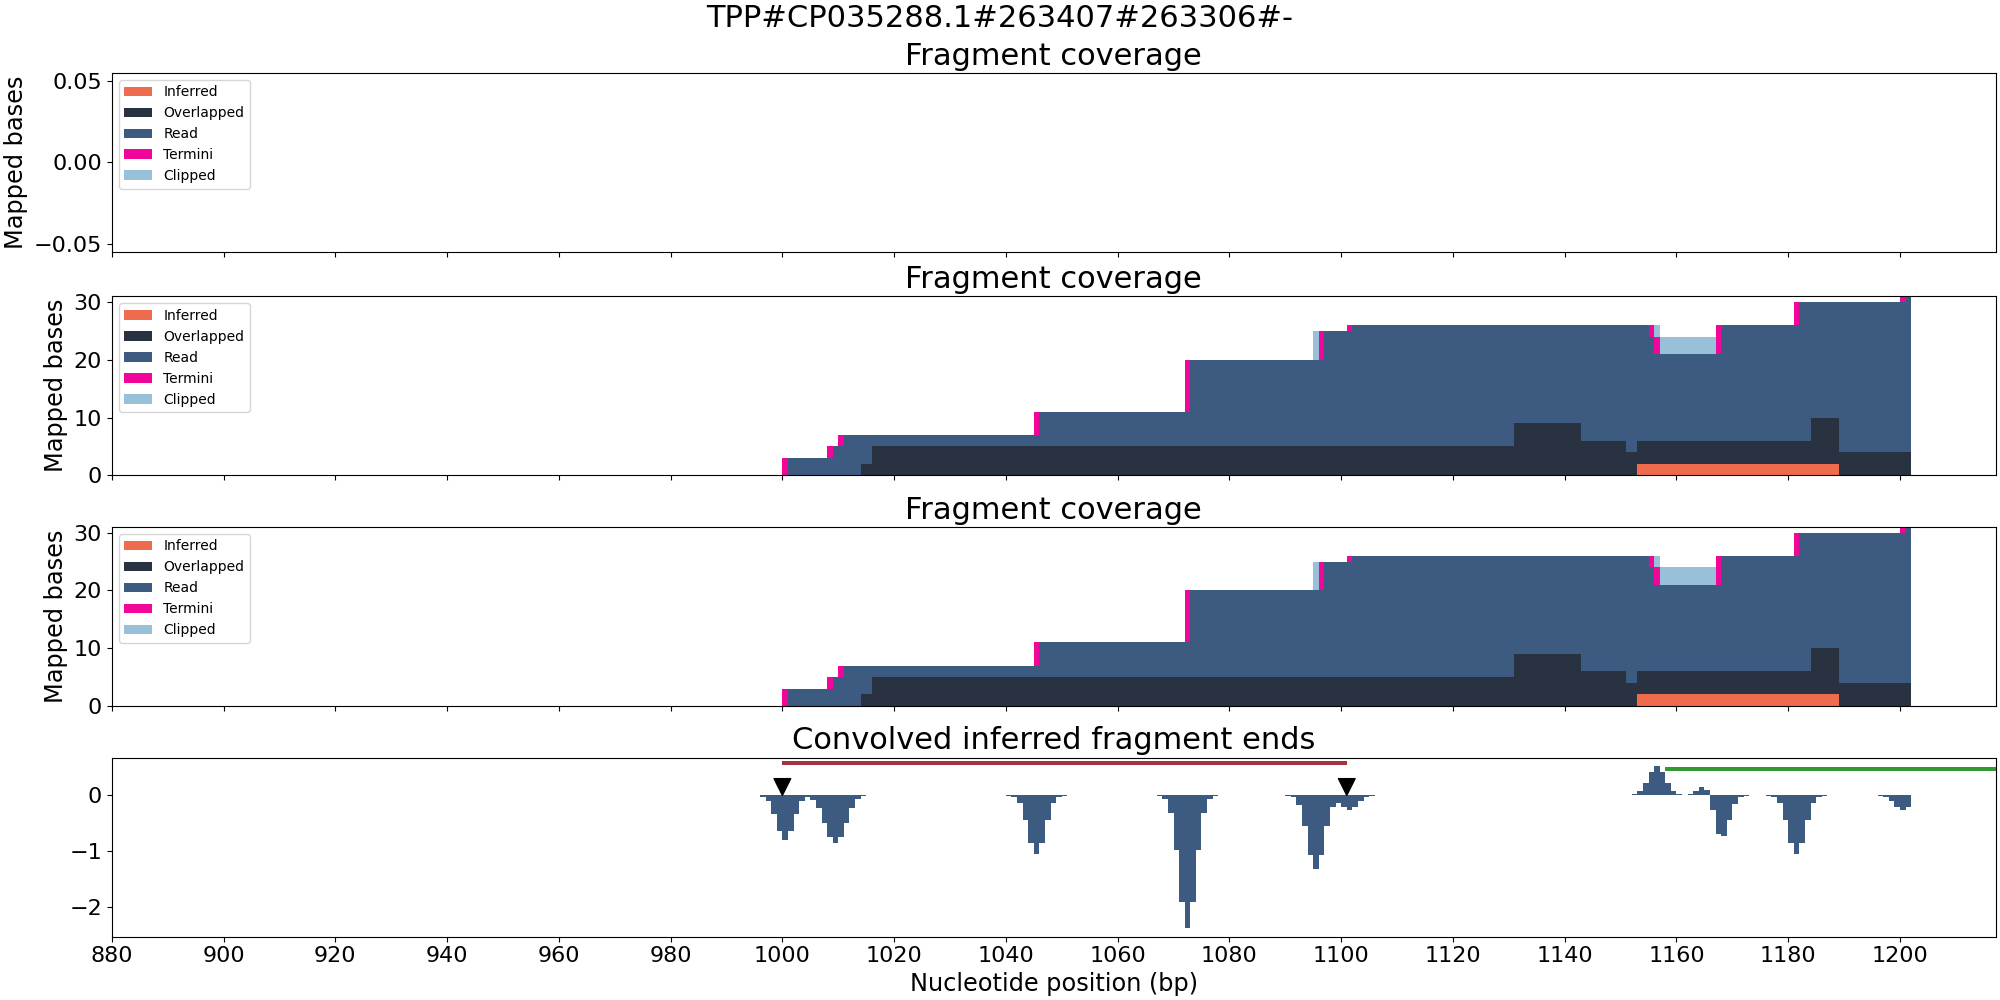 TPP#CP035288.1#263407#263306#-
Fragment coverage
Mapped bases
0.05
0.00
−0.05
Inferred
Overlapped
Read
Termini
Clipped
Fragment coverage
Mapped bases
30
20
10
0
Inferred
Overlapped
Read
Termini
Clipped
Fragment coverage
Mapped bases
30
20
10
0
Inferred
Overlapped
Read
Termini
Clipped
Convolved inferred fragment ends
0
−1
−2
880 900 920 940 960 980 1000 1020 1040 1060 1080 1100 1120 1140 1160 1180 1200
Nucleotide position (bp)